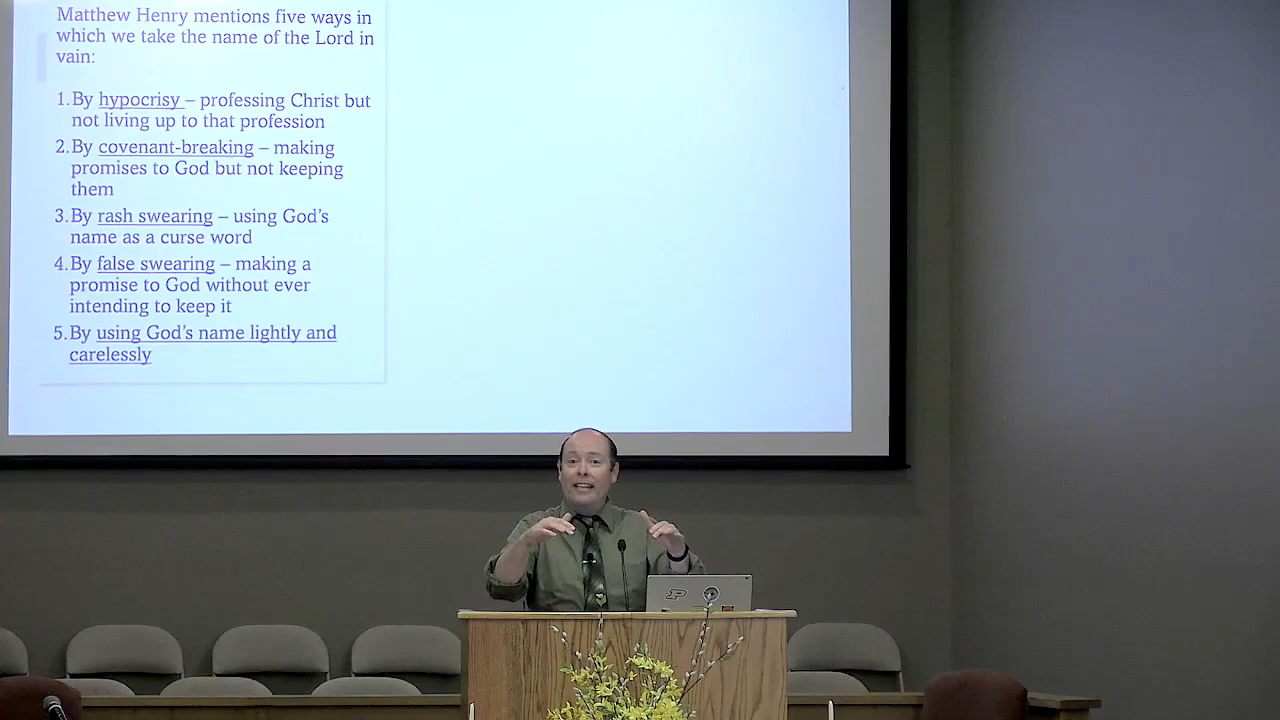 Matthew Henry mentions five ways in
which we take the name of the Lord in
vain:
1. By hypocrisy – professing Christ but
not living up to that profession
2. By covenant-breaking – making
promises to God but not keeping
them
3. By rash swearing – using God's
name as a curse word
4. By false swearing – making a
promise to God without ever
intending to keep it
5. By using God's name lightly and
carelessly
P